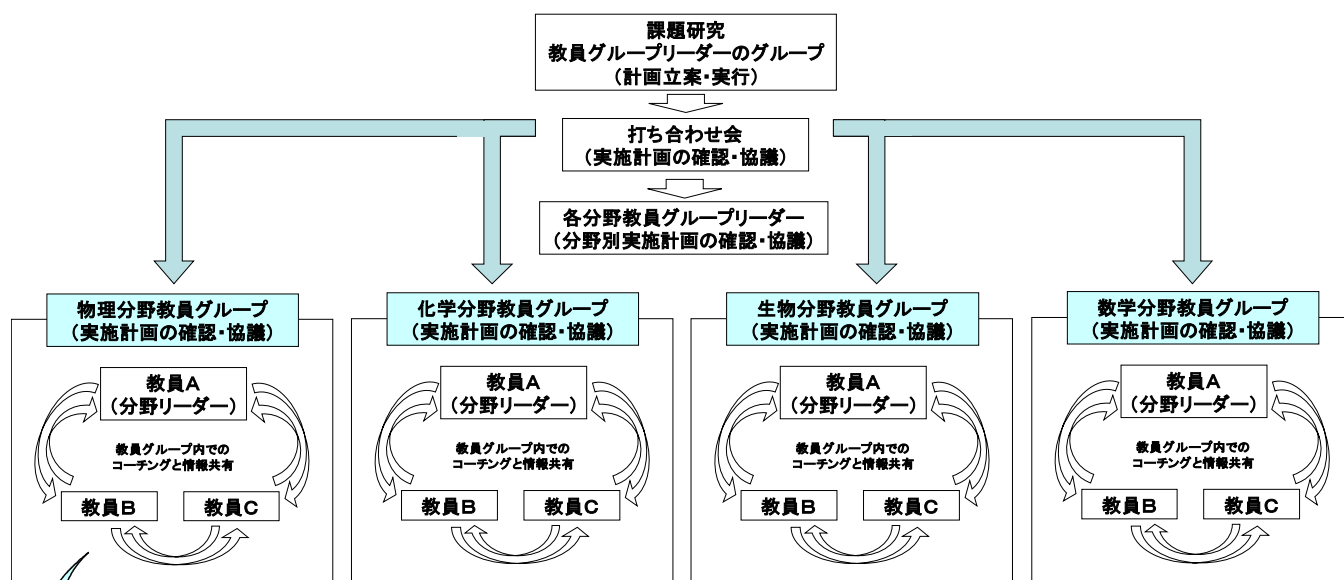 課題研究
教員グループリーダーのグループ
（計画立案・実行）
打ち合わせ会
（実施計画の確認・協議）
各分野教員グループリーダー
（分野別実施計画の確認・協議）
物理分野教員グループ
（実施計画の確認・協議）
教員A
（分野リーダー）
教員グループ内での
コーチングと情報共有
教員B
教員C
化学分野教員グループ
（実施計画の確認・協議）
教員A
（分野リーダー）
教員グループ内での
コーチングと情報共有
教員B
教員C
生物分野教員グループ
（実施計画の確認・協議）
教員A
（分野リーダー）
教員グループ内での
コーチングと情報共有
教員B
教員C
数学分野教員グループ
（実施計画の確認・協議）
教員A
（分野リーダー）
教員グループ内での
コーチングと情報共有
教員B
教員C